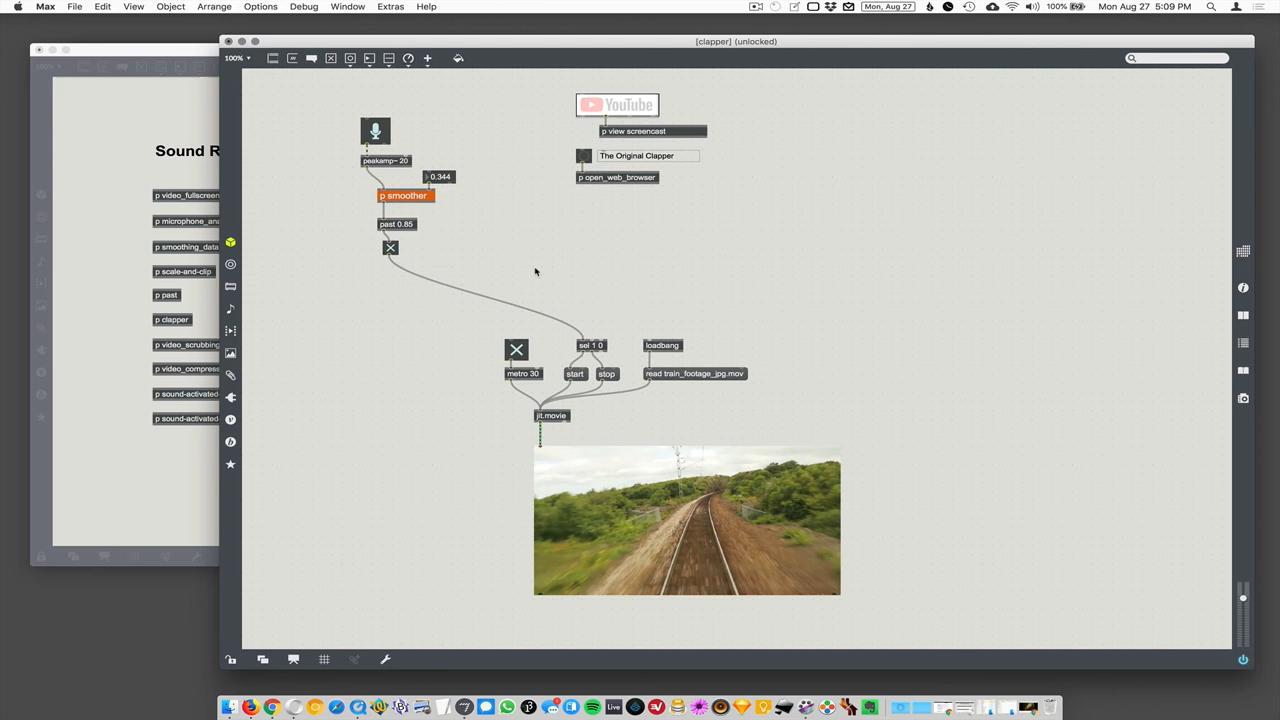 Max File Edit View Object Arrange Options Debug Window Extras Help
Mon, Aug 27
100%
Mon Aug 27 5:09 PM
[clapper] (unlocked)
100%
YouTube
p view screencast
The Original Clapper
p open_web_browser
peakamp~ 20
0.344
p smoother
past 0.85
sel 1 0
loadbang
metro 30
start
stop
read train_footage_jpg.mov
jit.movie
Sound R
p video_fullscreen
p microphone_an
p smoothing_data
p scale-and-clip
p past
p clapper
p video_scrubbing
p video_compress
p sound-activated
p sound-activated
Live